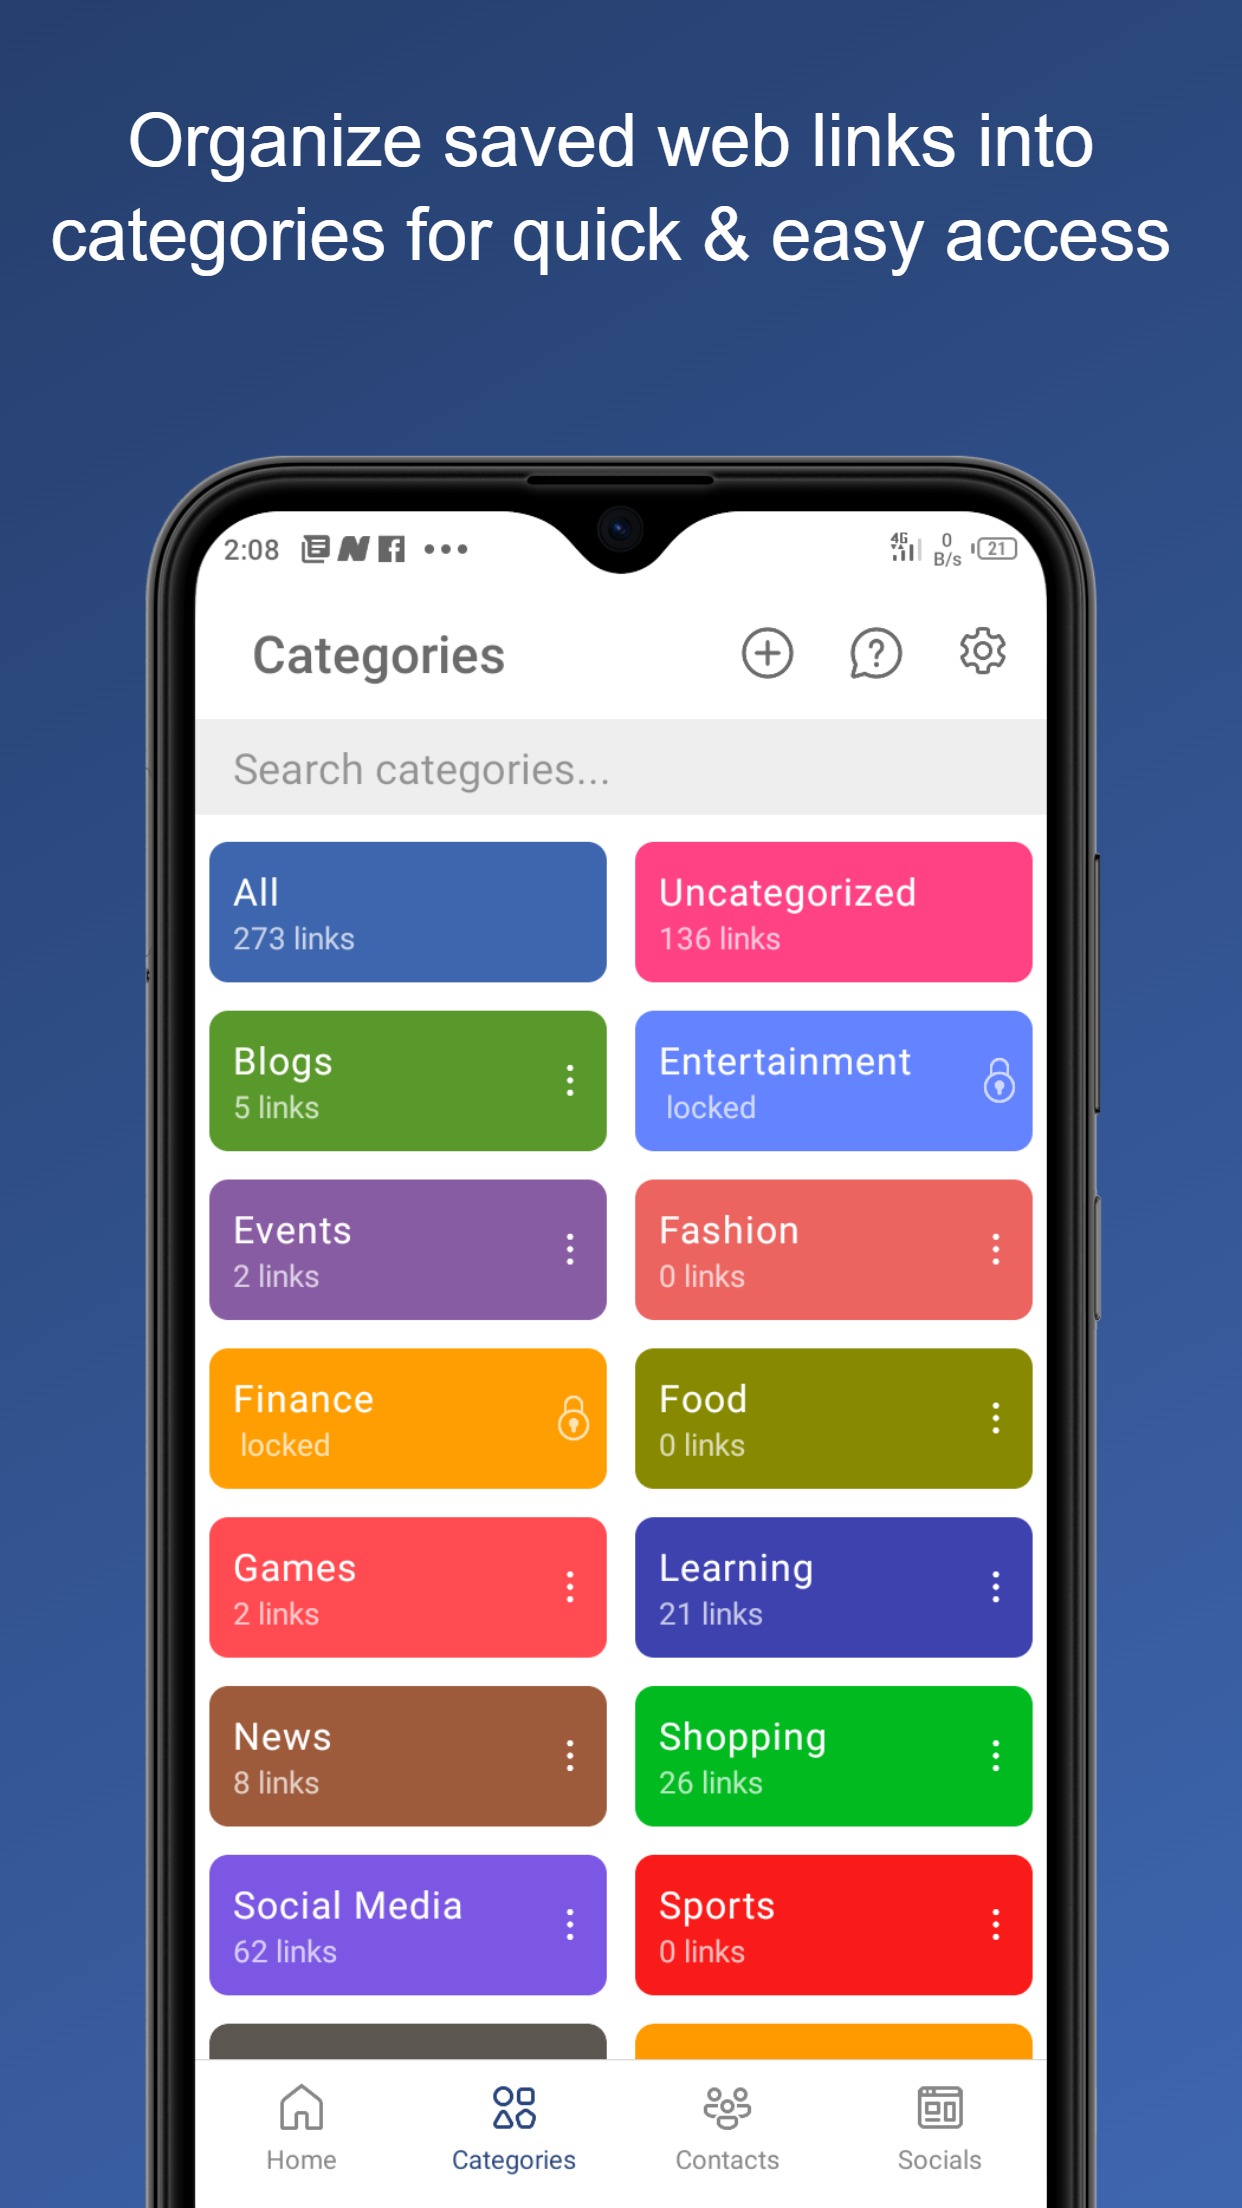 Organize saved web links into
categories for quick & easy access
2:08
4G
0
B/s
21
Categories
Search categories...
All
273 links
Uncategorized
136 links
Blogs
5 links
Entertainment
locked
Events
2 links
Fashion
0 links
Finance
locked
Food
0 links
Games
2 links
Learning
21 links
News
8 links
Shopping
26 links
Social Media
62 links
Sports
0 links
Home
Categories
Contacts
Socials